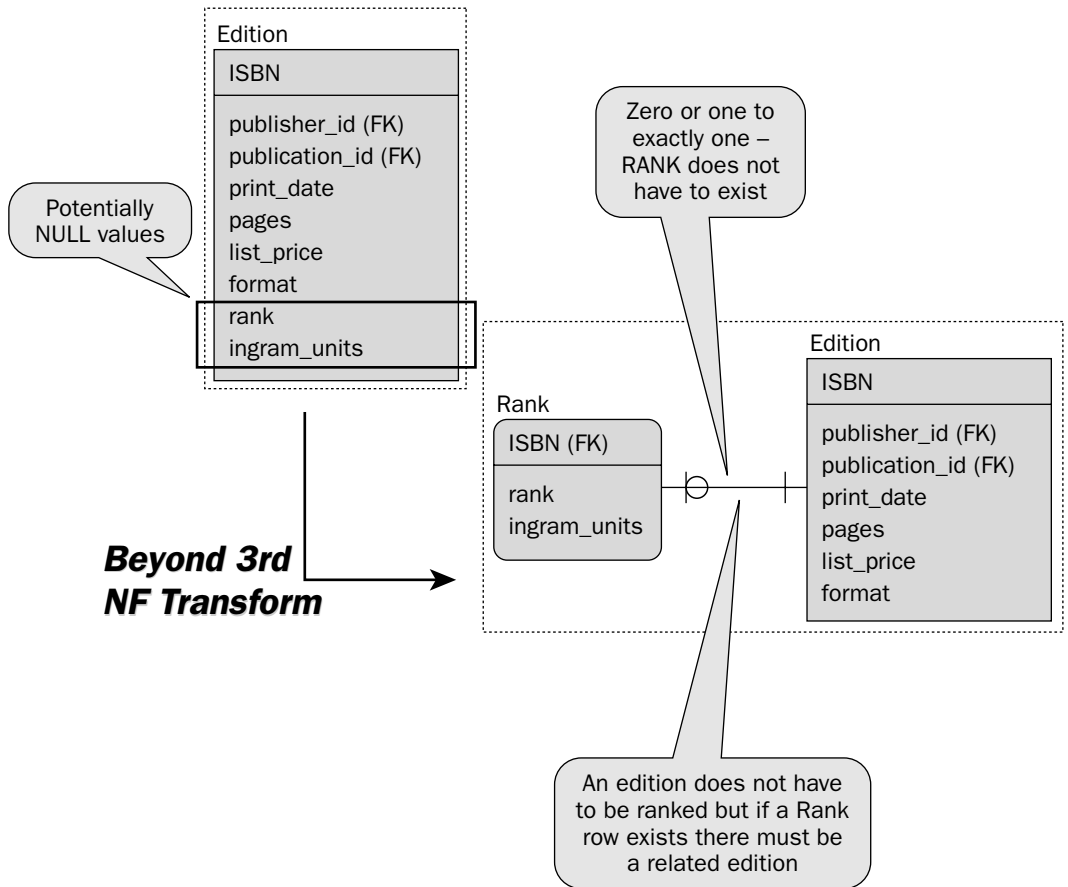 Edition
ISBN
publisher_id (FK)
publication_id (FK)
print_date
pages
list_price
format
rank
ingram_units
Potentially
NULL values
Zero or one to
exactly one –
RANK does not
have to exist
Rank
ISBN (FK)
rank
ingram_units
Edition
ISBN
publisher_id (FK)
publication_id (FK)
print_date
pages
list_price
format
Beyond 3rd
NF Transform
An edition does not have
to be ranked but if a Rank
row exists there must be
a related edition